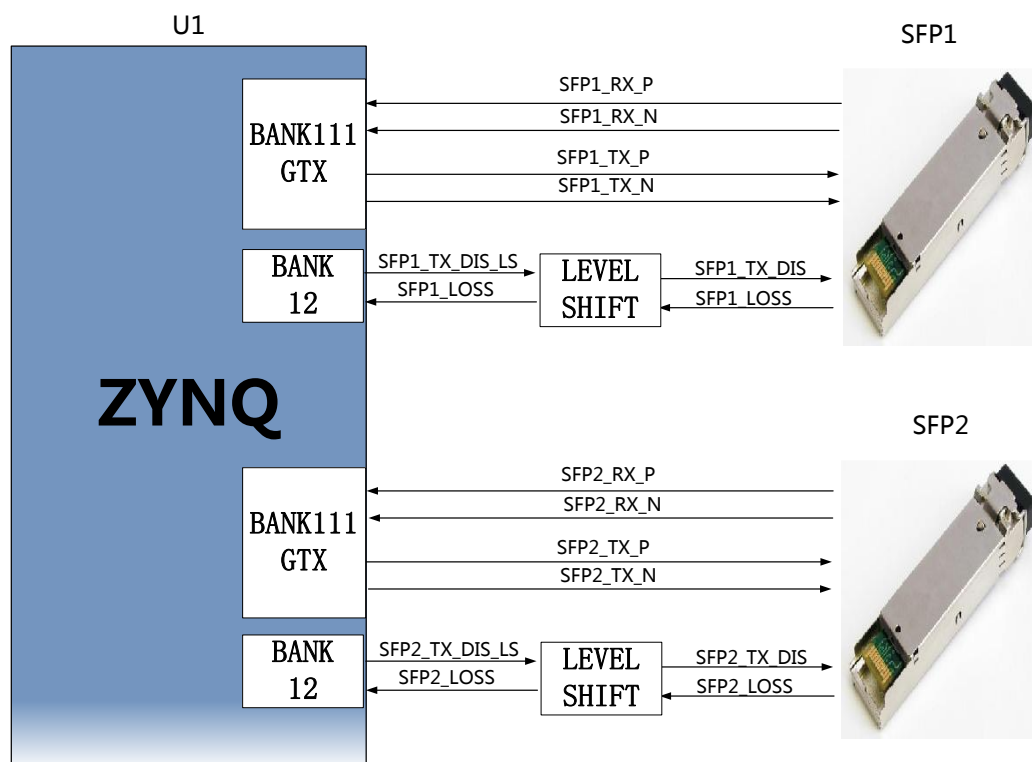 U1
SFP1
SFP1_RX_P
SFP1_RX_N
BANK111
GTX
SFP1_TX_P
SFP1_TX_N
BANK
12
SFP1_TX_DIS_LS
SFP1_LOSS
LEVEL
SHIFT
SFP1_TX_DIS
SFP1_LOSS
ZYNQ
SFP2
SFP2_RX_P
SFP2_RX_N
BANK111
GTX
SFP2_TX_P
SFP2_TX_N
BANK
12
SFP2_TX_DIS_LS
SFP2_LOSS
LEVEL
SHIFT
SFP2_TX_DIS
SFP2_LOSS